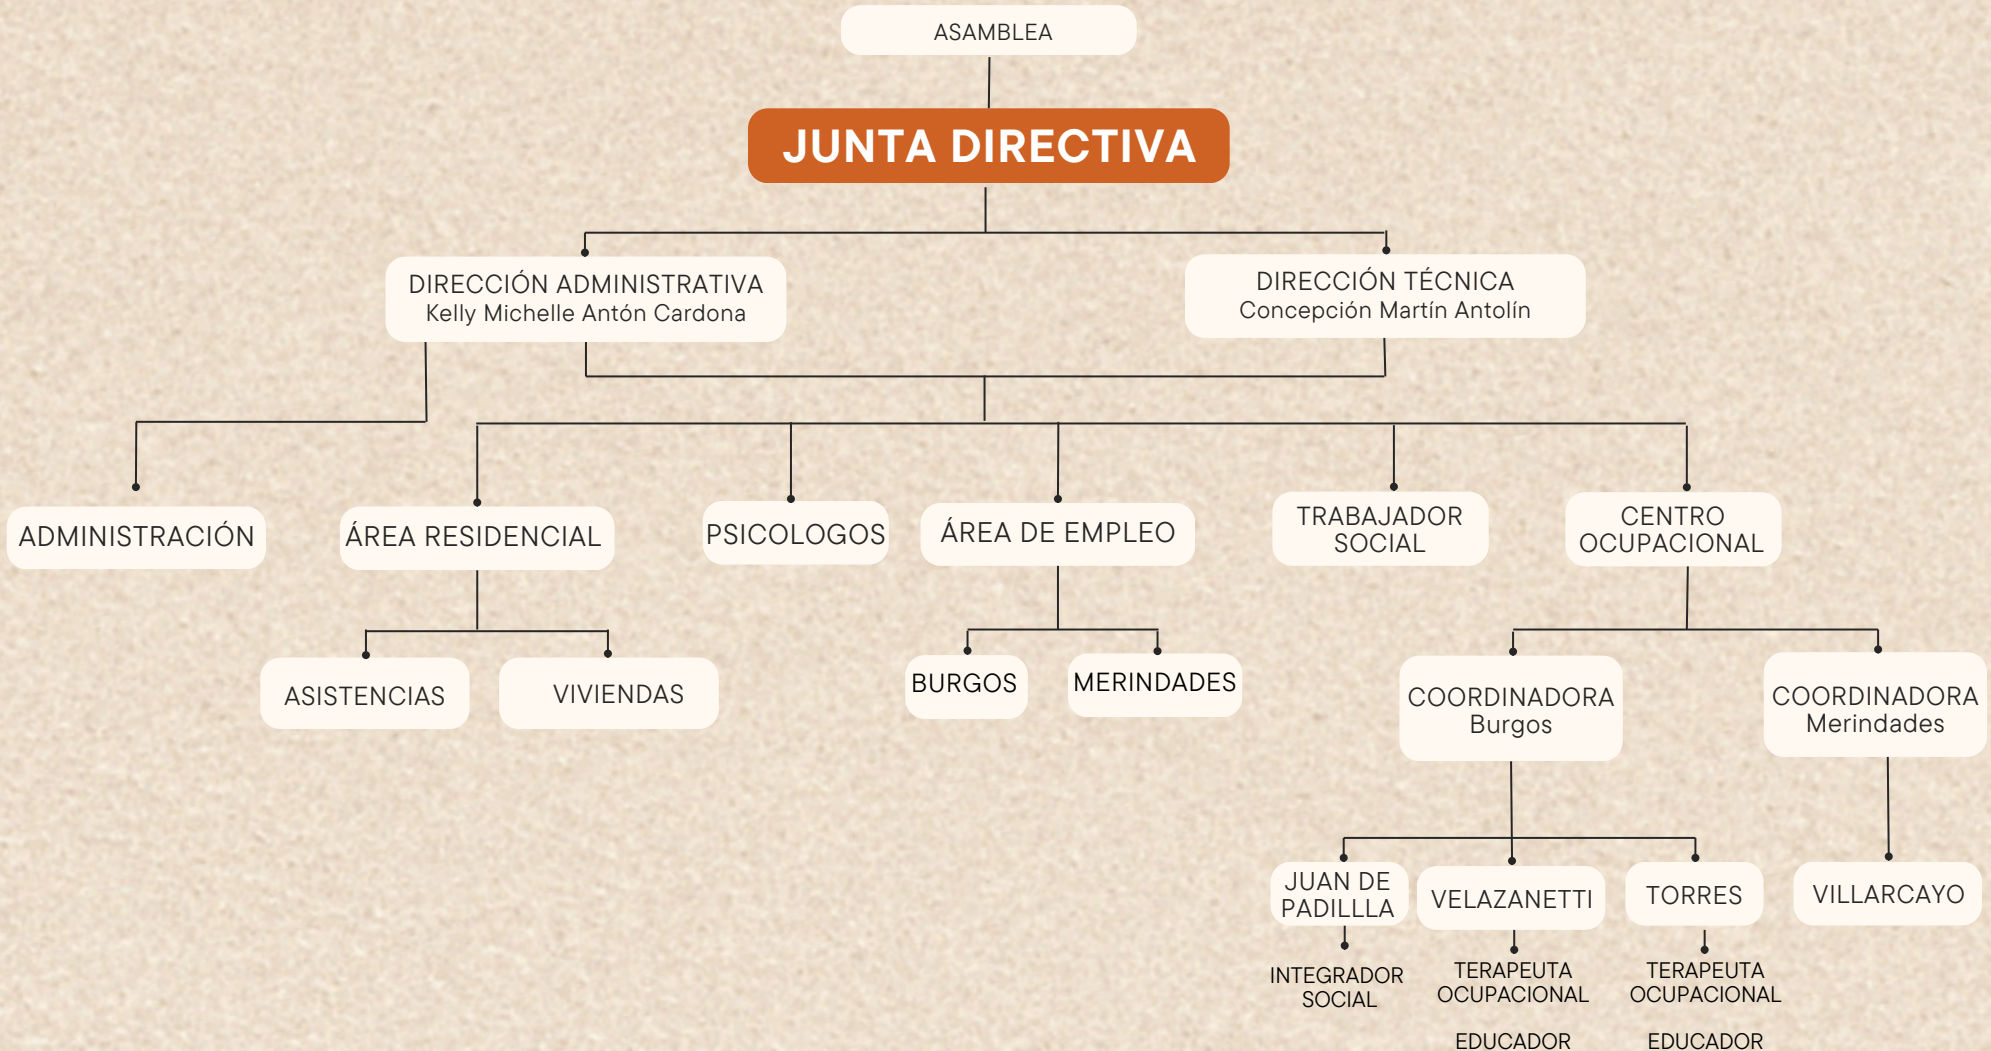 ASAMBLEA
JUNTA DIRECTIVA
DIRECCIÓN ADMINISTRATIVA
Kelly Michelle Antón Cardona
DIRECCIÓN TÉCNICA
Concepción Martín Antolín
ADMINISTRACIÓN
ÁREA RESIDENCIAL
PSICOLOGOS
ÁREA DE EMPLEO
TRABAJADOR
SOCIAL
CENTRO
OCUPACIONAL
ASISTENCIAS
VIVIENDAS
BURGOS
MERINDADES
COORDINADORA
Burgos
COORDINADORA
Merindades
JUAN DE
PADILLLA
VELAZANETTI
TORRES
VILLARCAYO
INTEGRADOR
SOCIAL
TERAPEUTA
OCUPACIONAL
EDUCADOR
TERAPEUTA
OCUPACIONAL
EDUCADOR